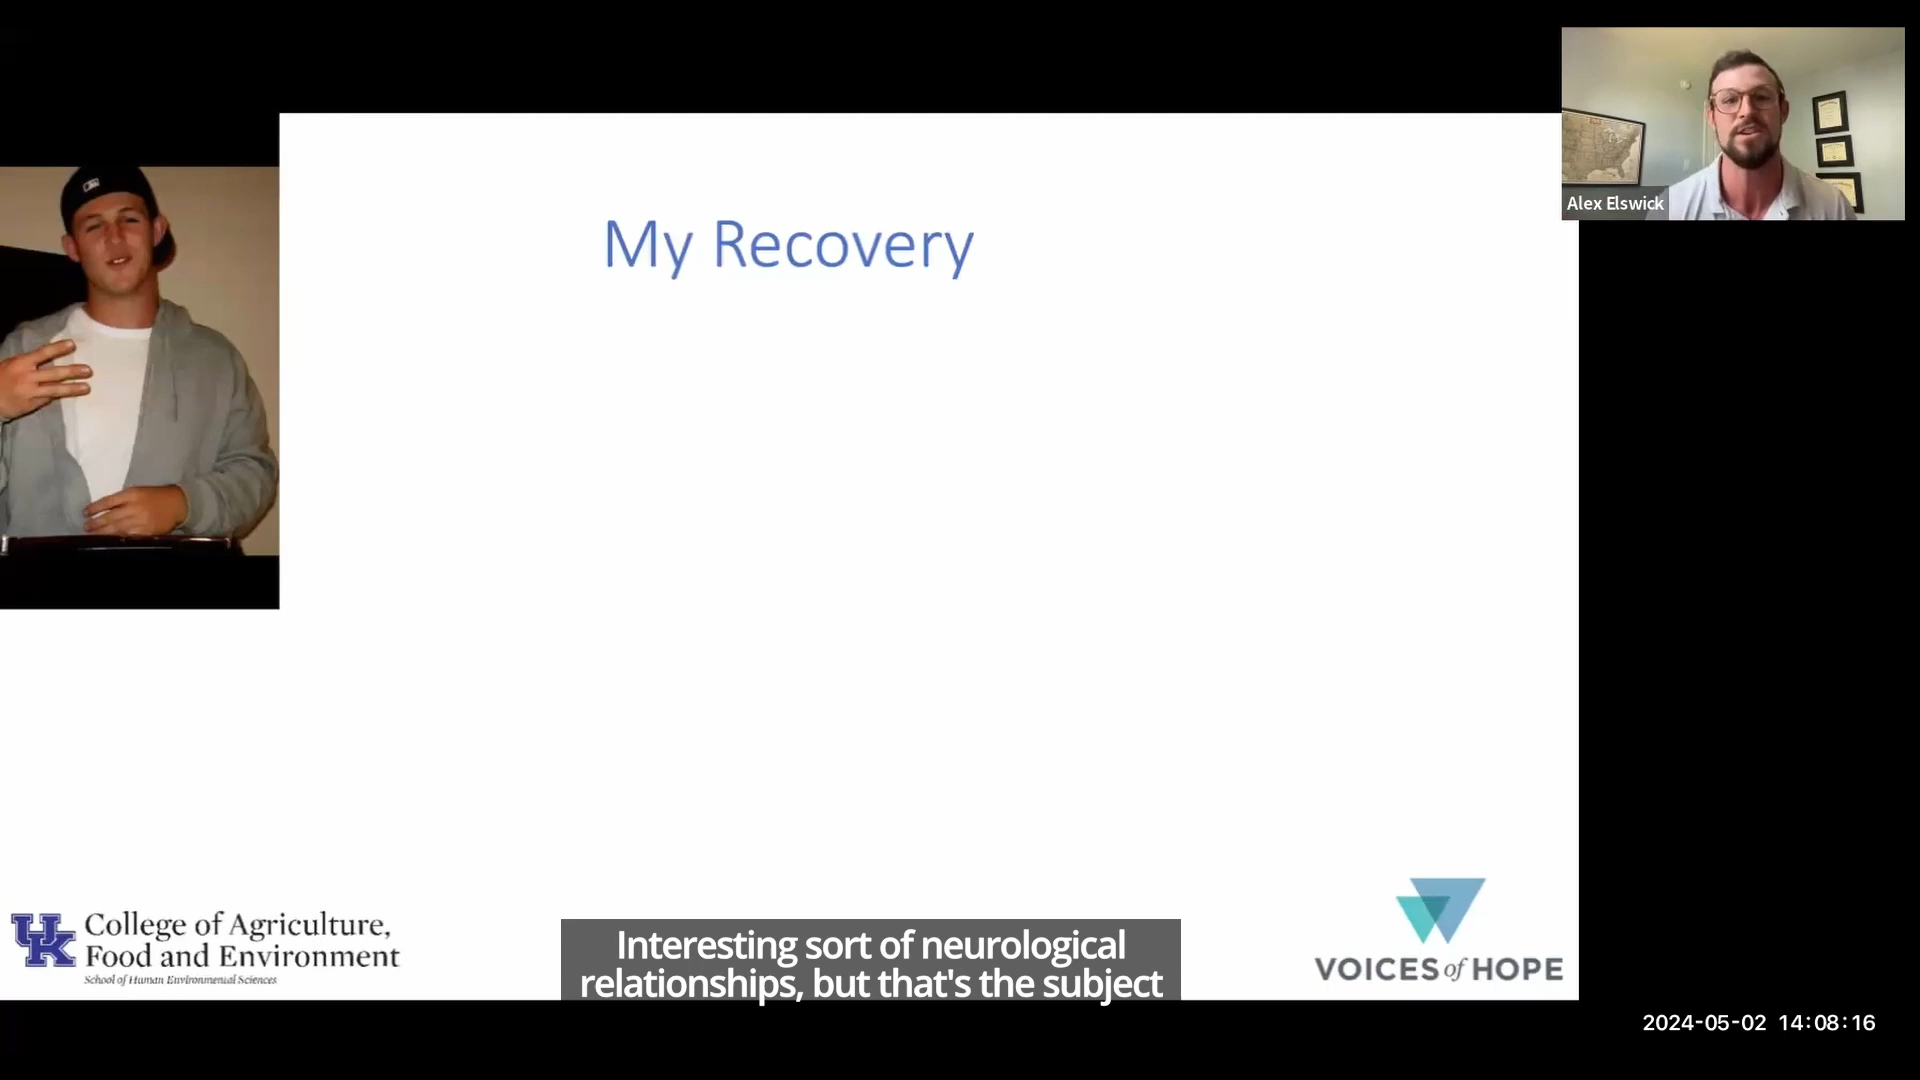 Alex Elswick
My Recovery
UK
College of Agriculture,
Food and Environment
School of Human Environmental Sciences
Interesting sort of neurological
relationships, but that's the subject
VOICES of HOPE
2024-05-02 14:08:16